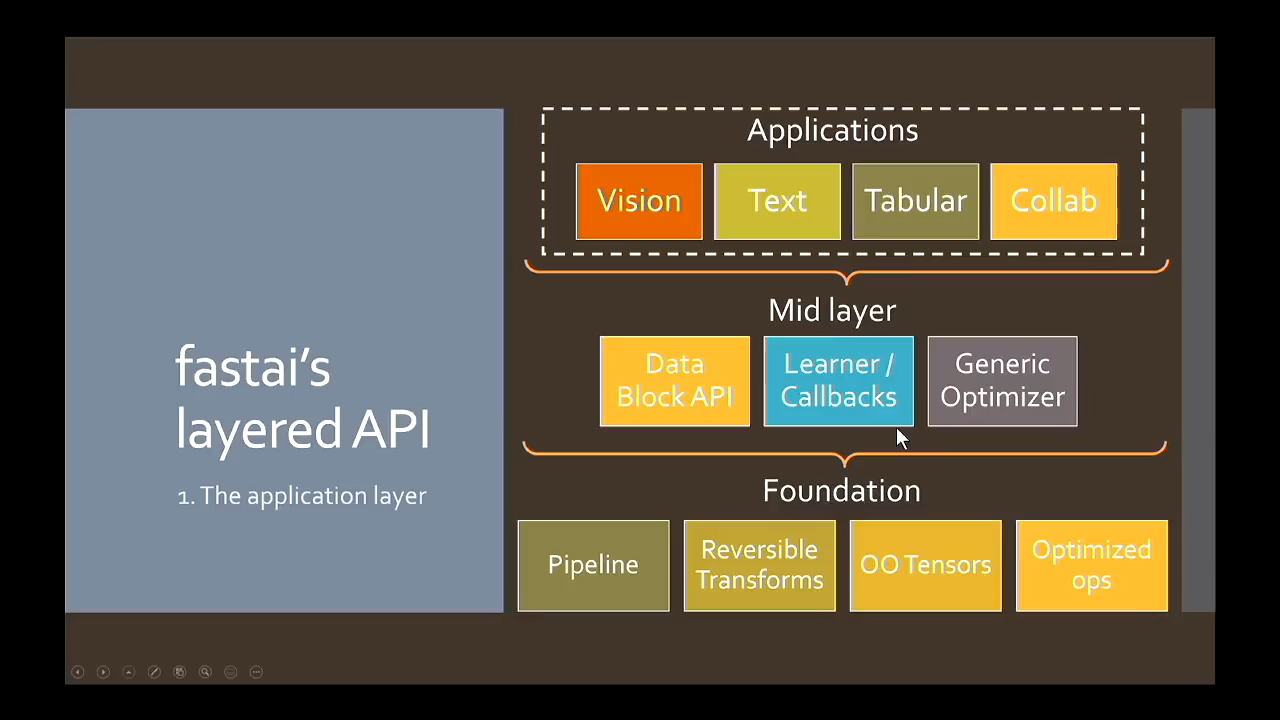 fastai’s
layered API
1. The application layer
Applications
Vision
Text
Tabular
Collab
Mid layer
Data
Block API
Learner /
Callbacks
Generic
Optimizer
Foundation
Pipeline
Reversible
Transforms
OO Tensors
Optimized
ops